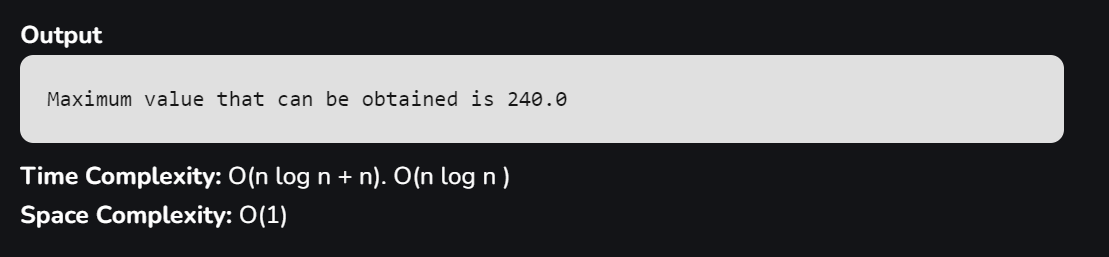 Output
Maximum value that can be obtained is 240.0
Time Complexity: O(n log n + n). O(n log n )
Space Complexity: O(1)